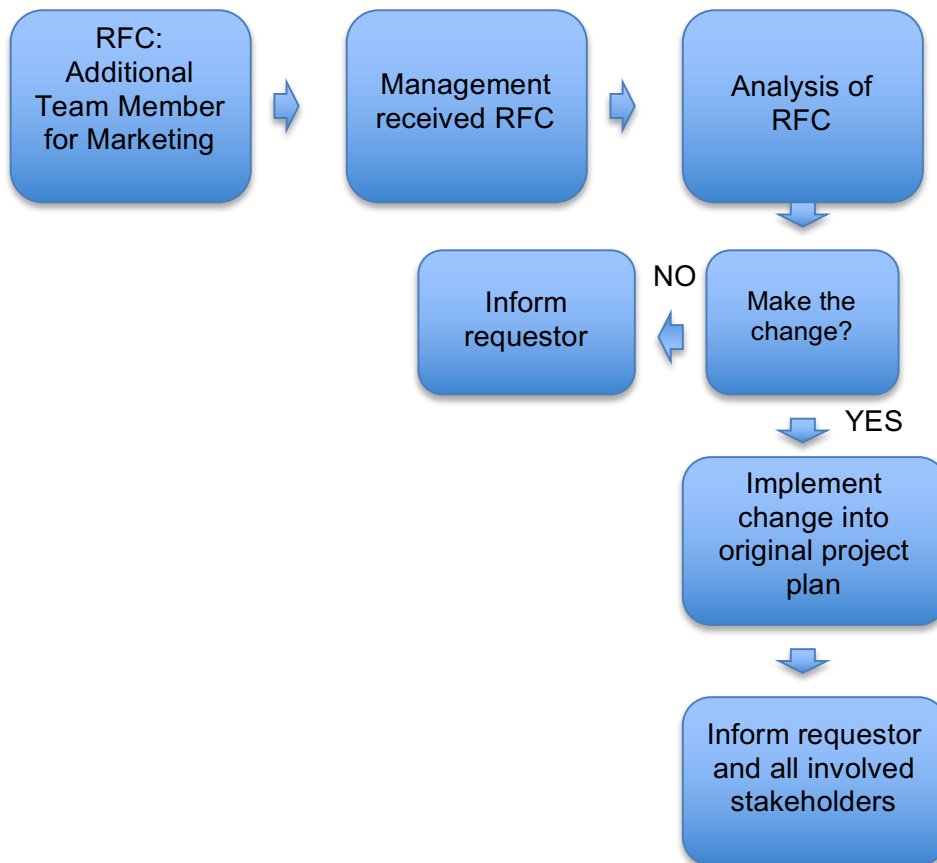 RFC:
Additional
Team Member
for Marketing
Management
received RFC
Analysis of
RFC
NO
Inform
requestor
Make the
change?
YES
Implement
change into
original project
plan
Inform requestor
and all involved
stakeholders